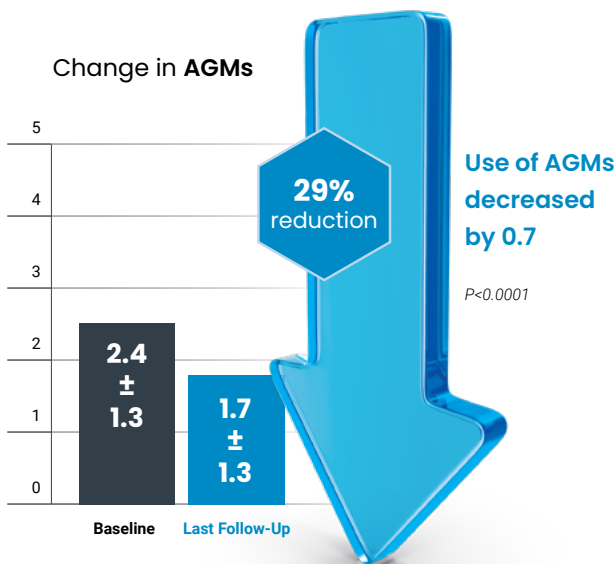 Change in AGMs
5
4
3
2
1
0
29%
reduction
Use of AGMs
decreased
by 0.7
P<0.0001
2.4
±
1.3
1.7
±
1.3
Baseline
Last Follow-Up